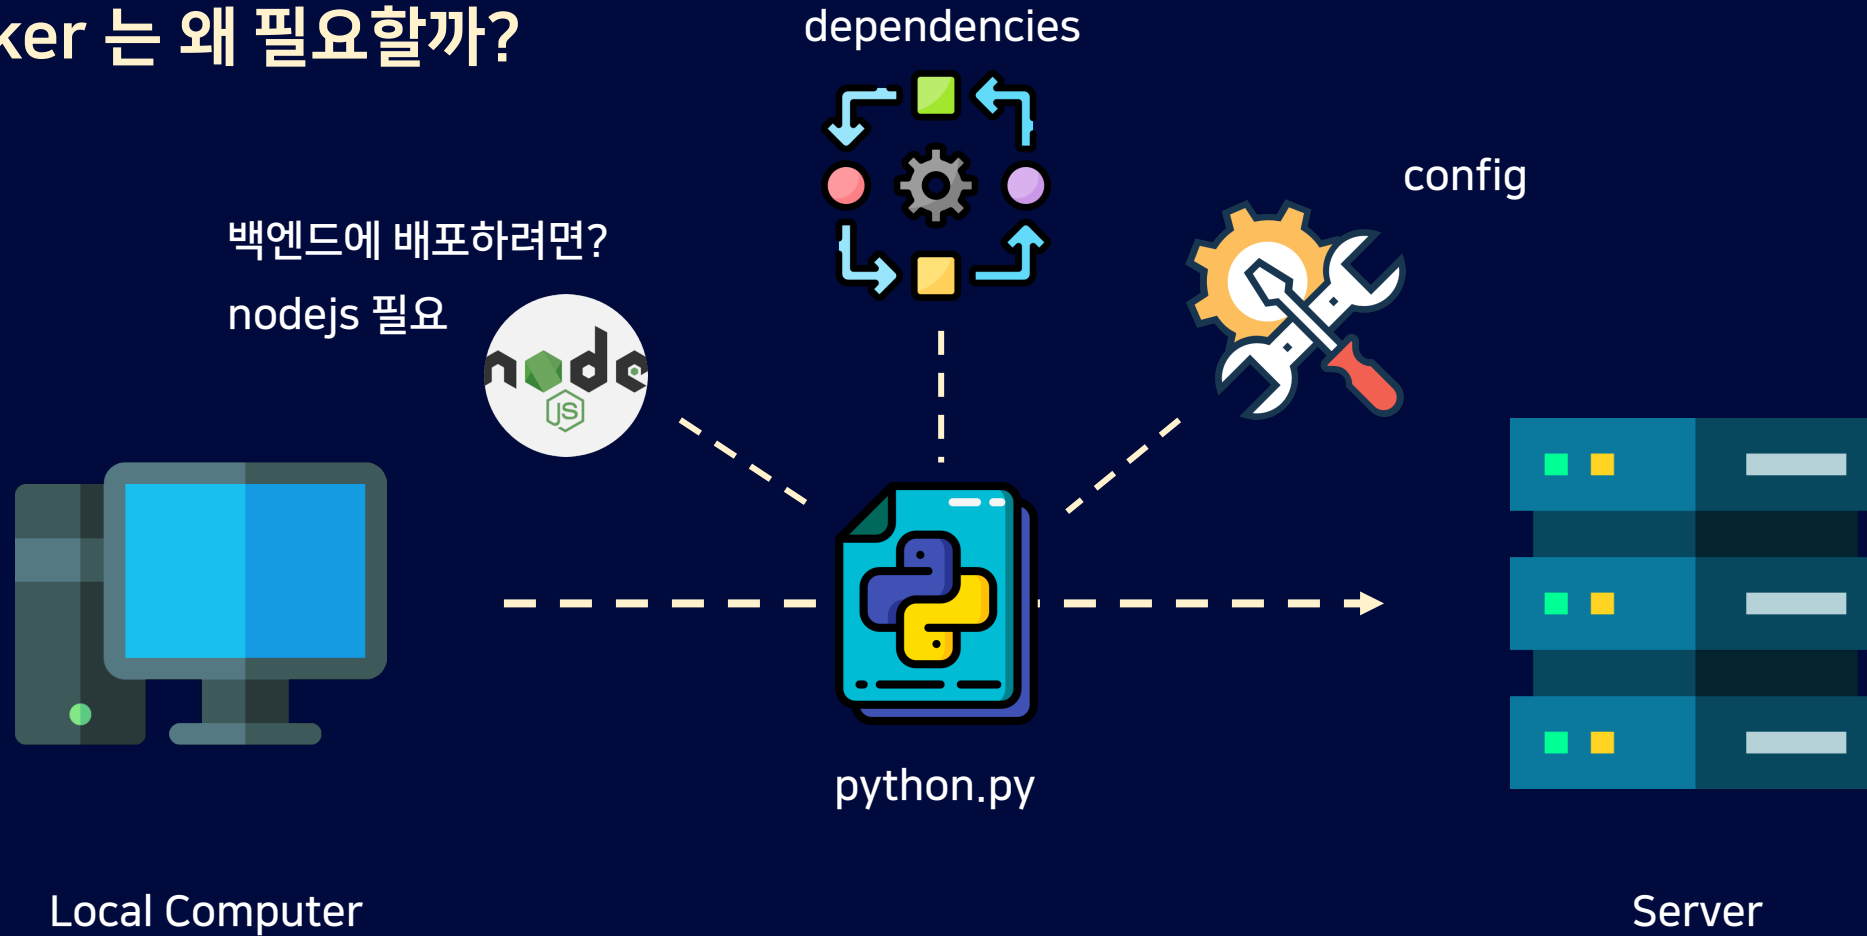 ker 는 왜 필요할까?
dependencies
config
백엔드에 배포하려면?
nodejs 필요
node
JS
python.py
Local Computer
Server